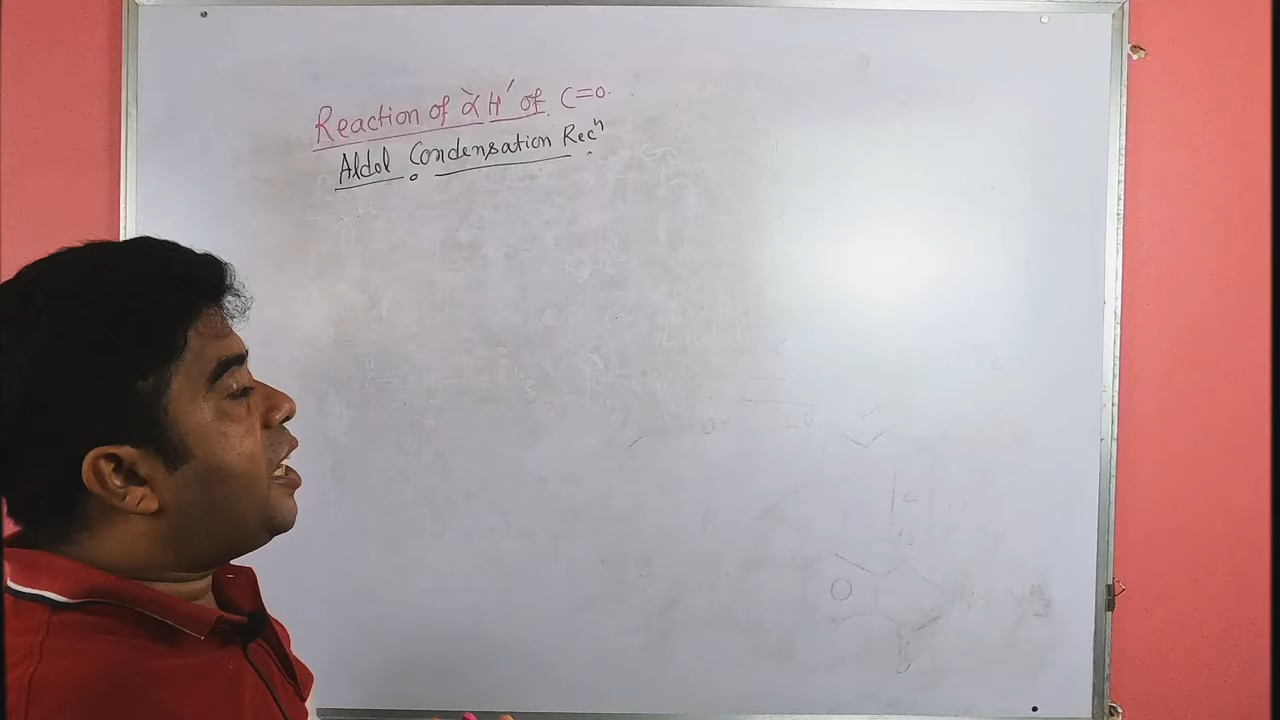 Reaction of 'α H' of C=O.
Aldol Condensation Recⁿ